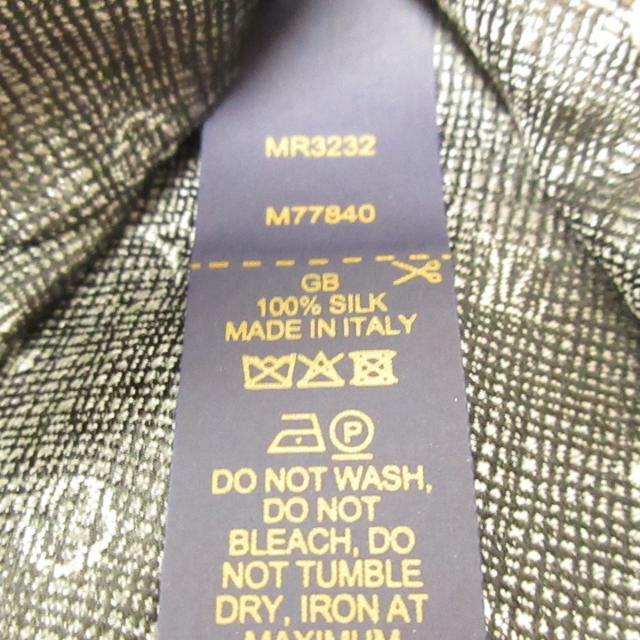 MR3232
M77840
GB
100% SILK
MADE IN ITALY
P
DO NOT WASH,
DO NOT
BLEACH, DO
NOT TUMBLE
DRY, IRON AT
MAXIMUM